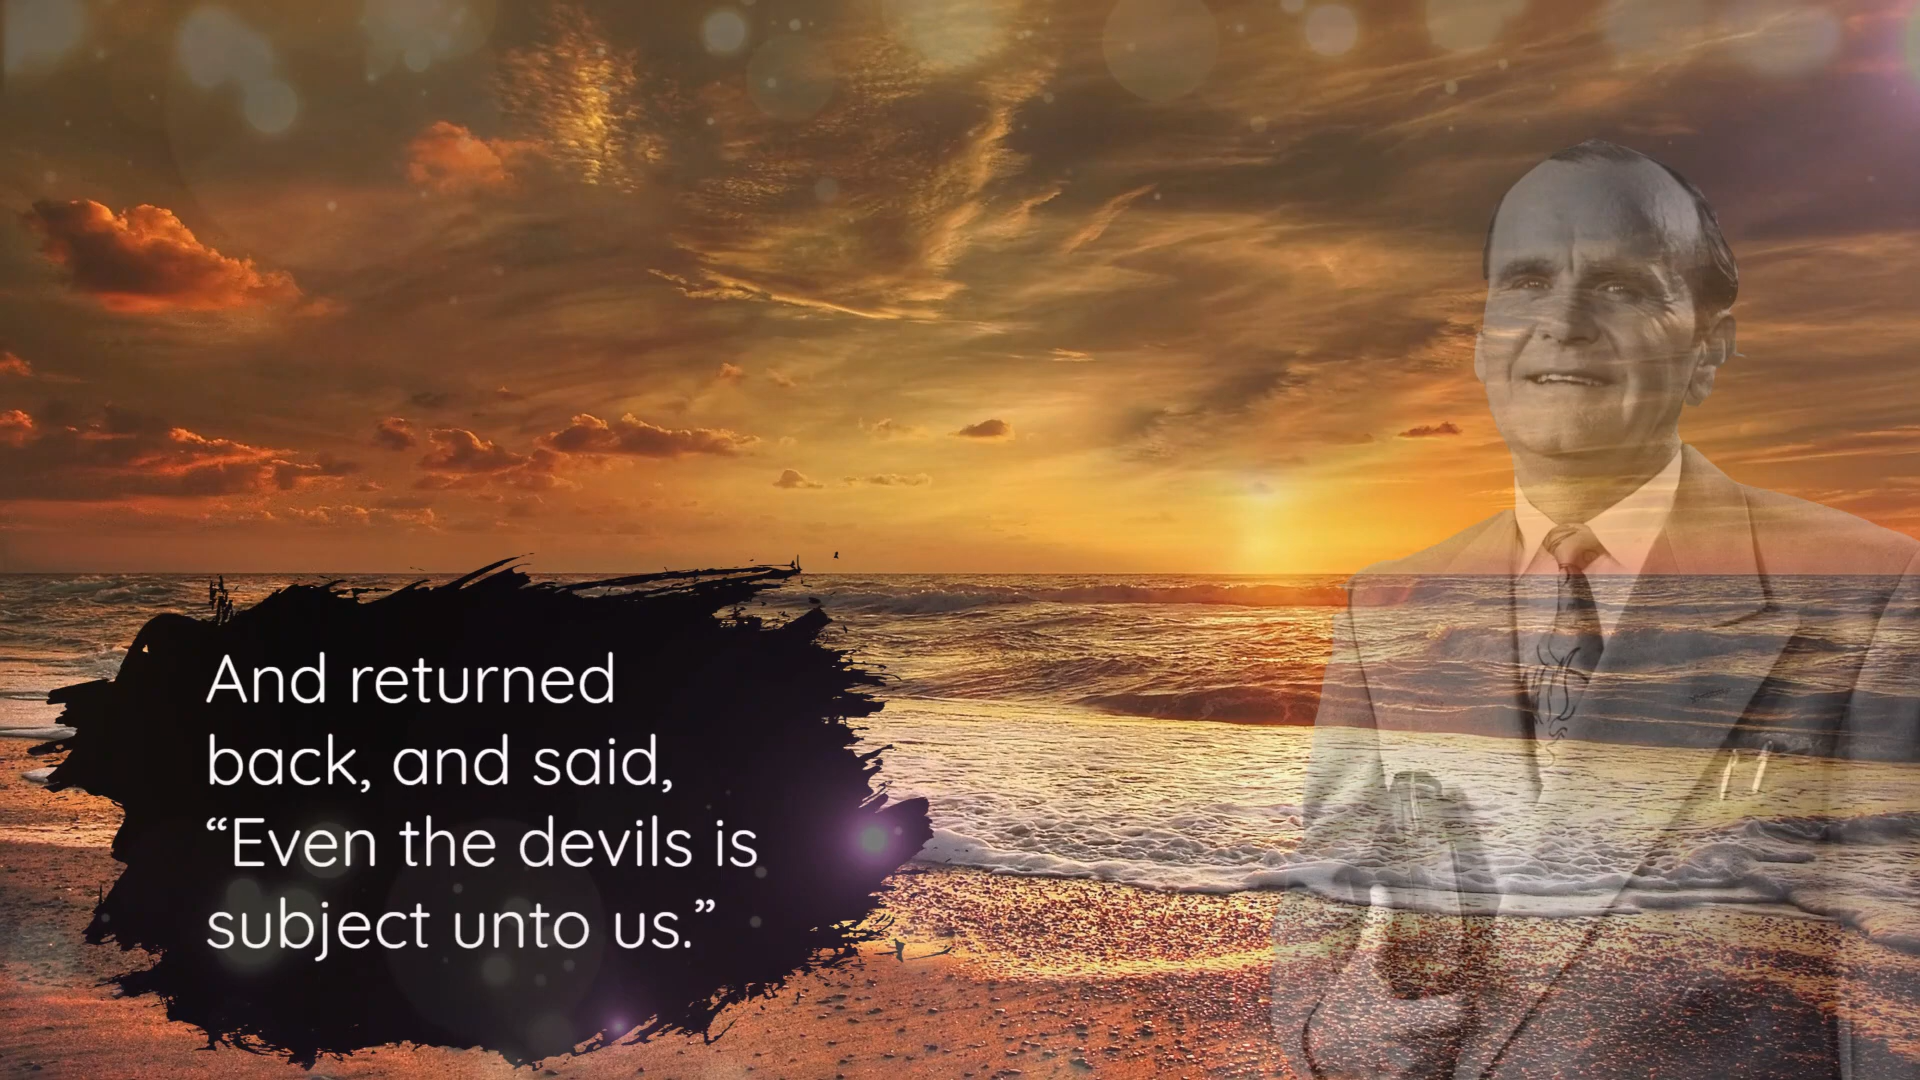 And returned
back, and said,
“Even the devils is
subject unto us.”